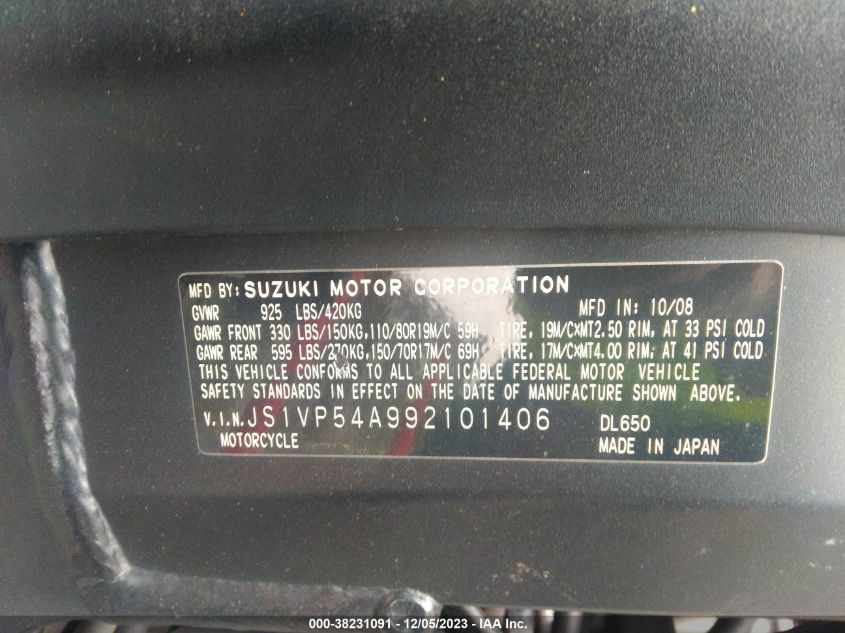 MFD BY: SUZUKI MOTOR CORPORATION
GVWR 925 LBS/420KG MFD IN: 10/08
GAWR FRONT 330 LBS/150KG,110/80R19M/C 59H TIRE, 19M/CXMT2.50 RIM, AT 33 PSI COLD
GAWR REAR 595 LBS/270KG,150/70R17M/C 69H TIRE, 17M/CXMT4.00 RIM, AT 41 PSI COLD
THIS VEHICLE CONFORMS TO ALL APPLICABLE FEDERAL MOTOR VEHICLE
SAFETY STANDARDS IN EFFECT ON THE DATE OF MANUFACTURE SHOWN ABOVE.
V.I.N. JS1VP54A992101406 DL650
MOTORCYCLE MADE IN JAPAN
000-38231091 - 12/05/2023 - IAA Inc.